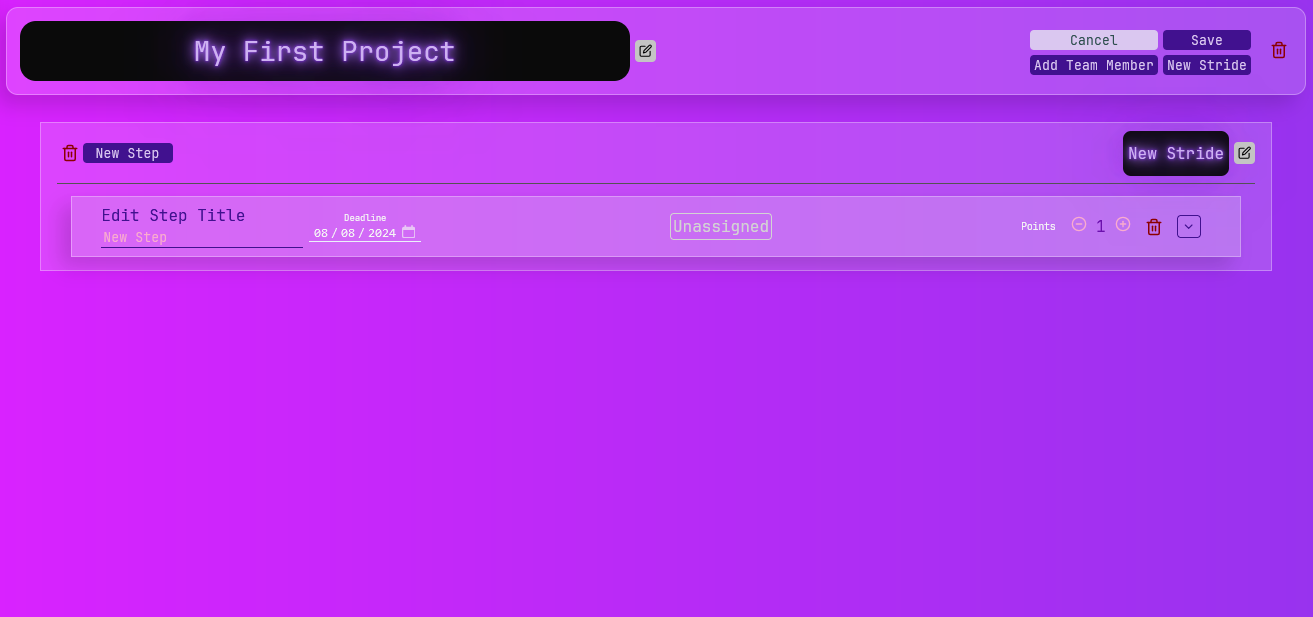 My First Project
Cancel
Save
Add Team Member
New Stride
New Step
New Stride
Edit Step Title
New Step
Deadline
08/08/2024
Unassigned
Points
1